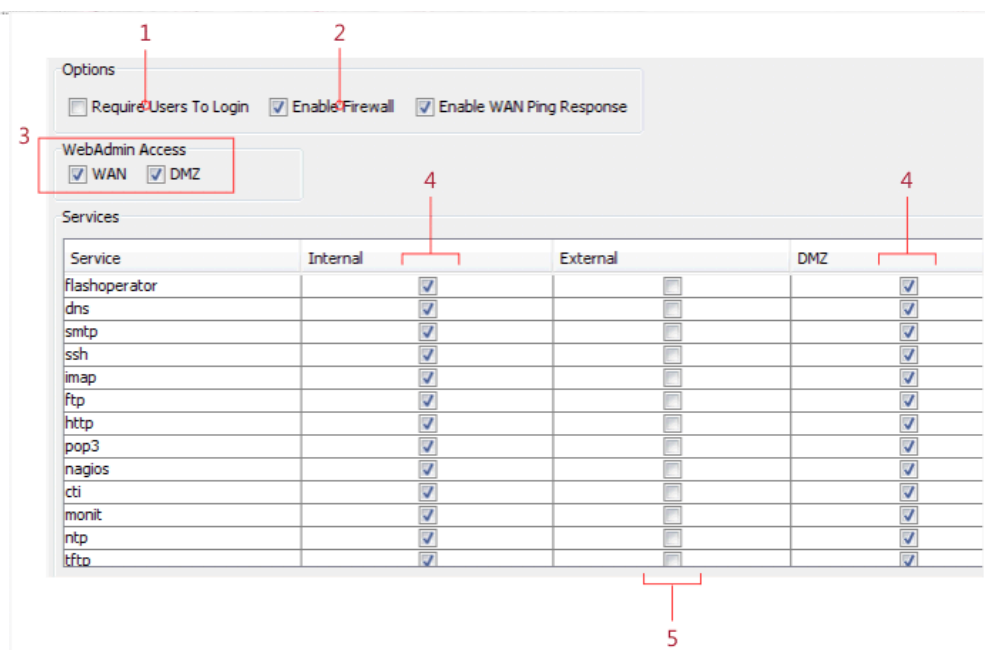 1 2
Options
Require Users To Login Enable Firewall Enable WAN Ping Response
3
WebAdmin Access
WAN DMZ
4 4
Services
Service Internal External DMZ
flashoperator
dns
smtp
ssh
imap
ftp
http
pop3
nagios
cti
monit
ntp
tftp
5